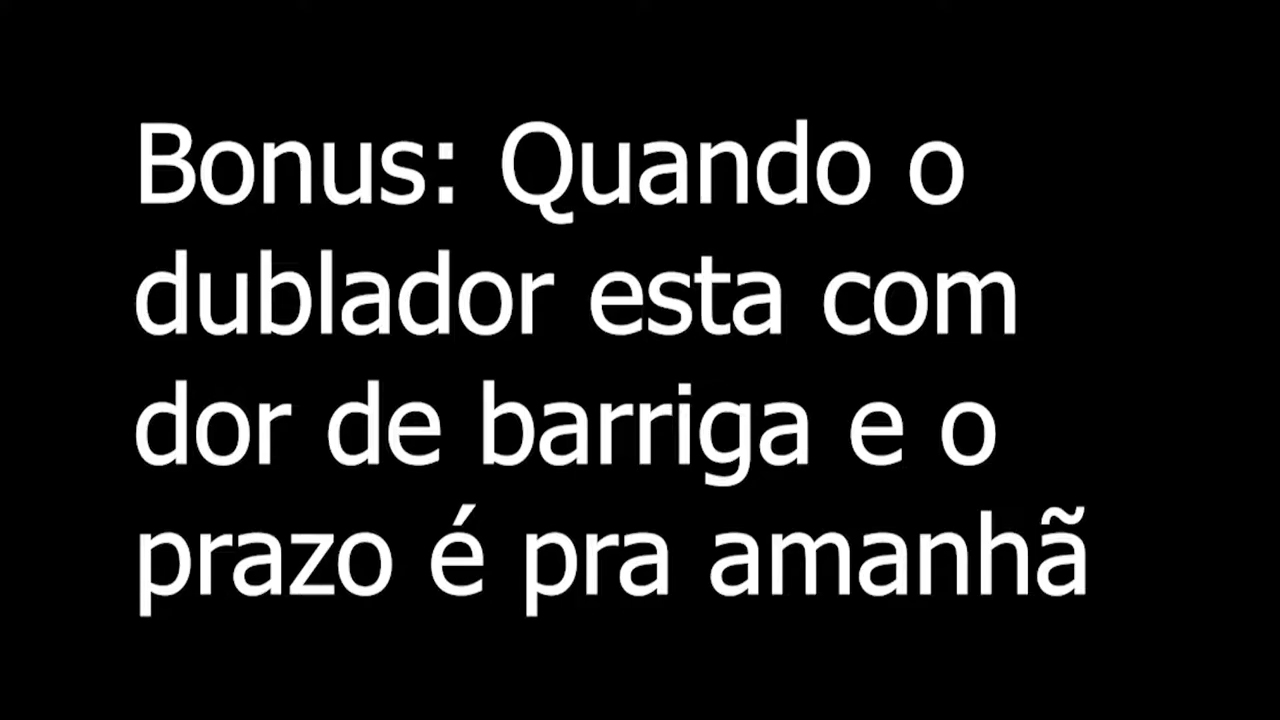 Bonus: Quando o
dublador esta com
dor de barriga e o
prazo é pra amanhã